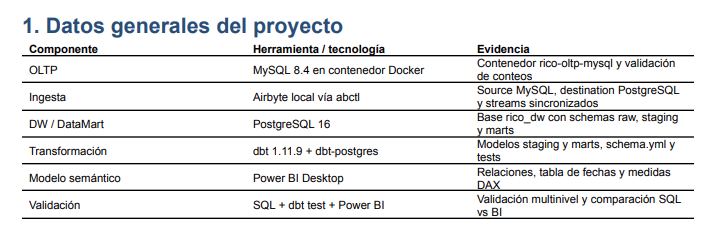 1. Datos generales del proyecto
Componente Herramienta / tecnología Evidencia
OLTP MySQL 8.4 en contenedor Docker Contenedor rico-oltp-mysql y validación
de conteos
Ingesta Airbyte local vía abctl Source MySQL, destination PostgreSQL
y streams sincronizados
DW / DataMart PostgreSQL 16 Base rico_dw con schemas raw, staging
y marts
Transformación dbt 1.11.9 + dbt-postgres Modelos staging y marts, schema.yml y
tests
Modelo semántico Power BI Desktop Relaciones, tabla de fechas y medidas
DAX
Validación SQL + dbt test + Power BI Validación multinivel y comparación SQL
vs BI